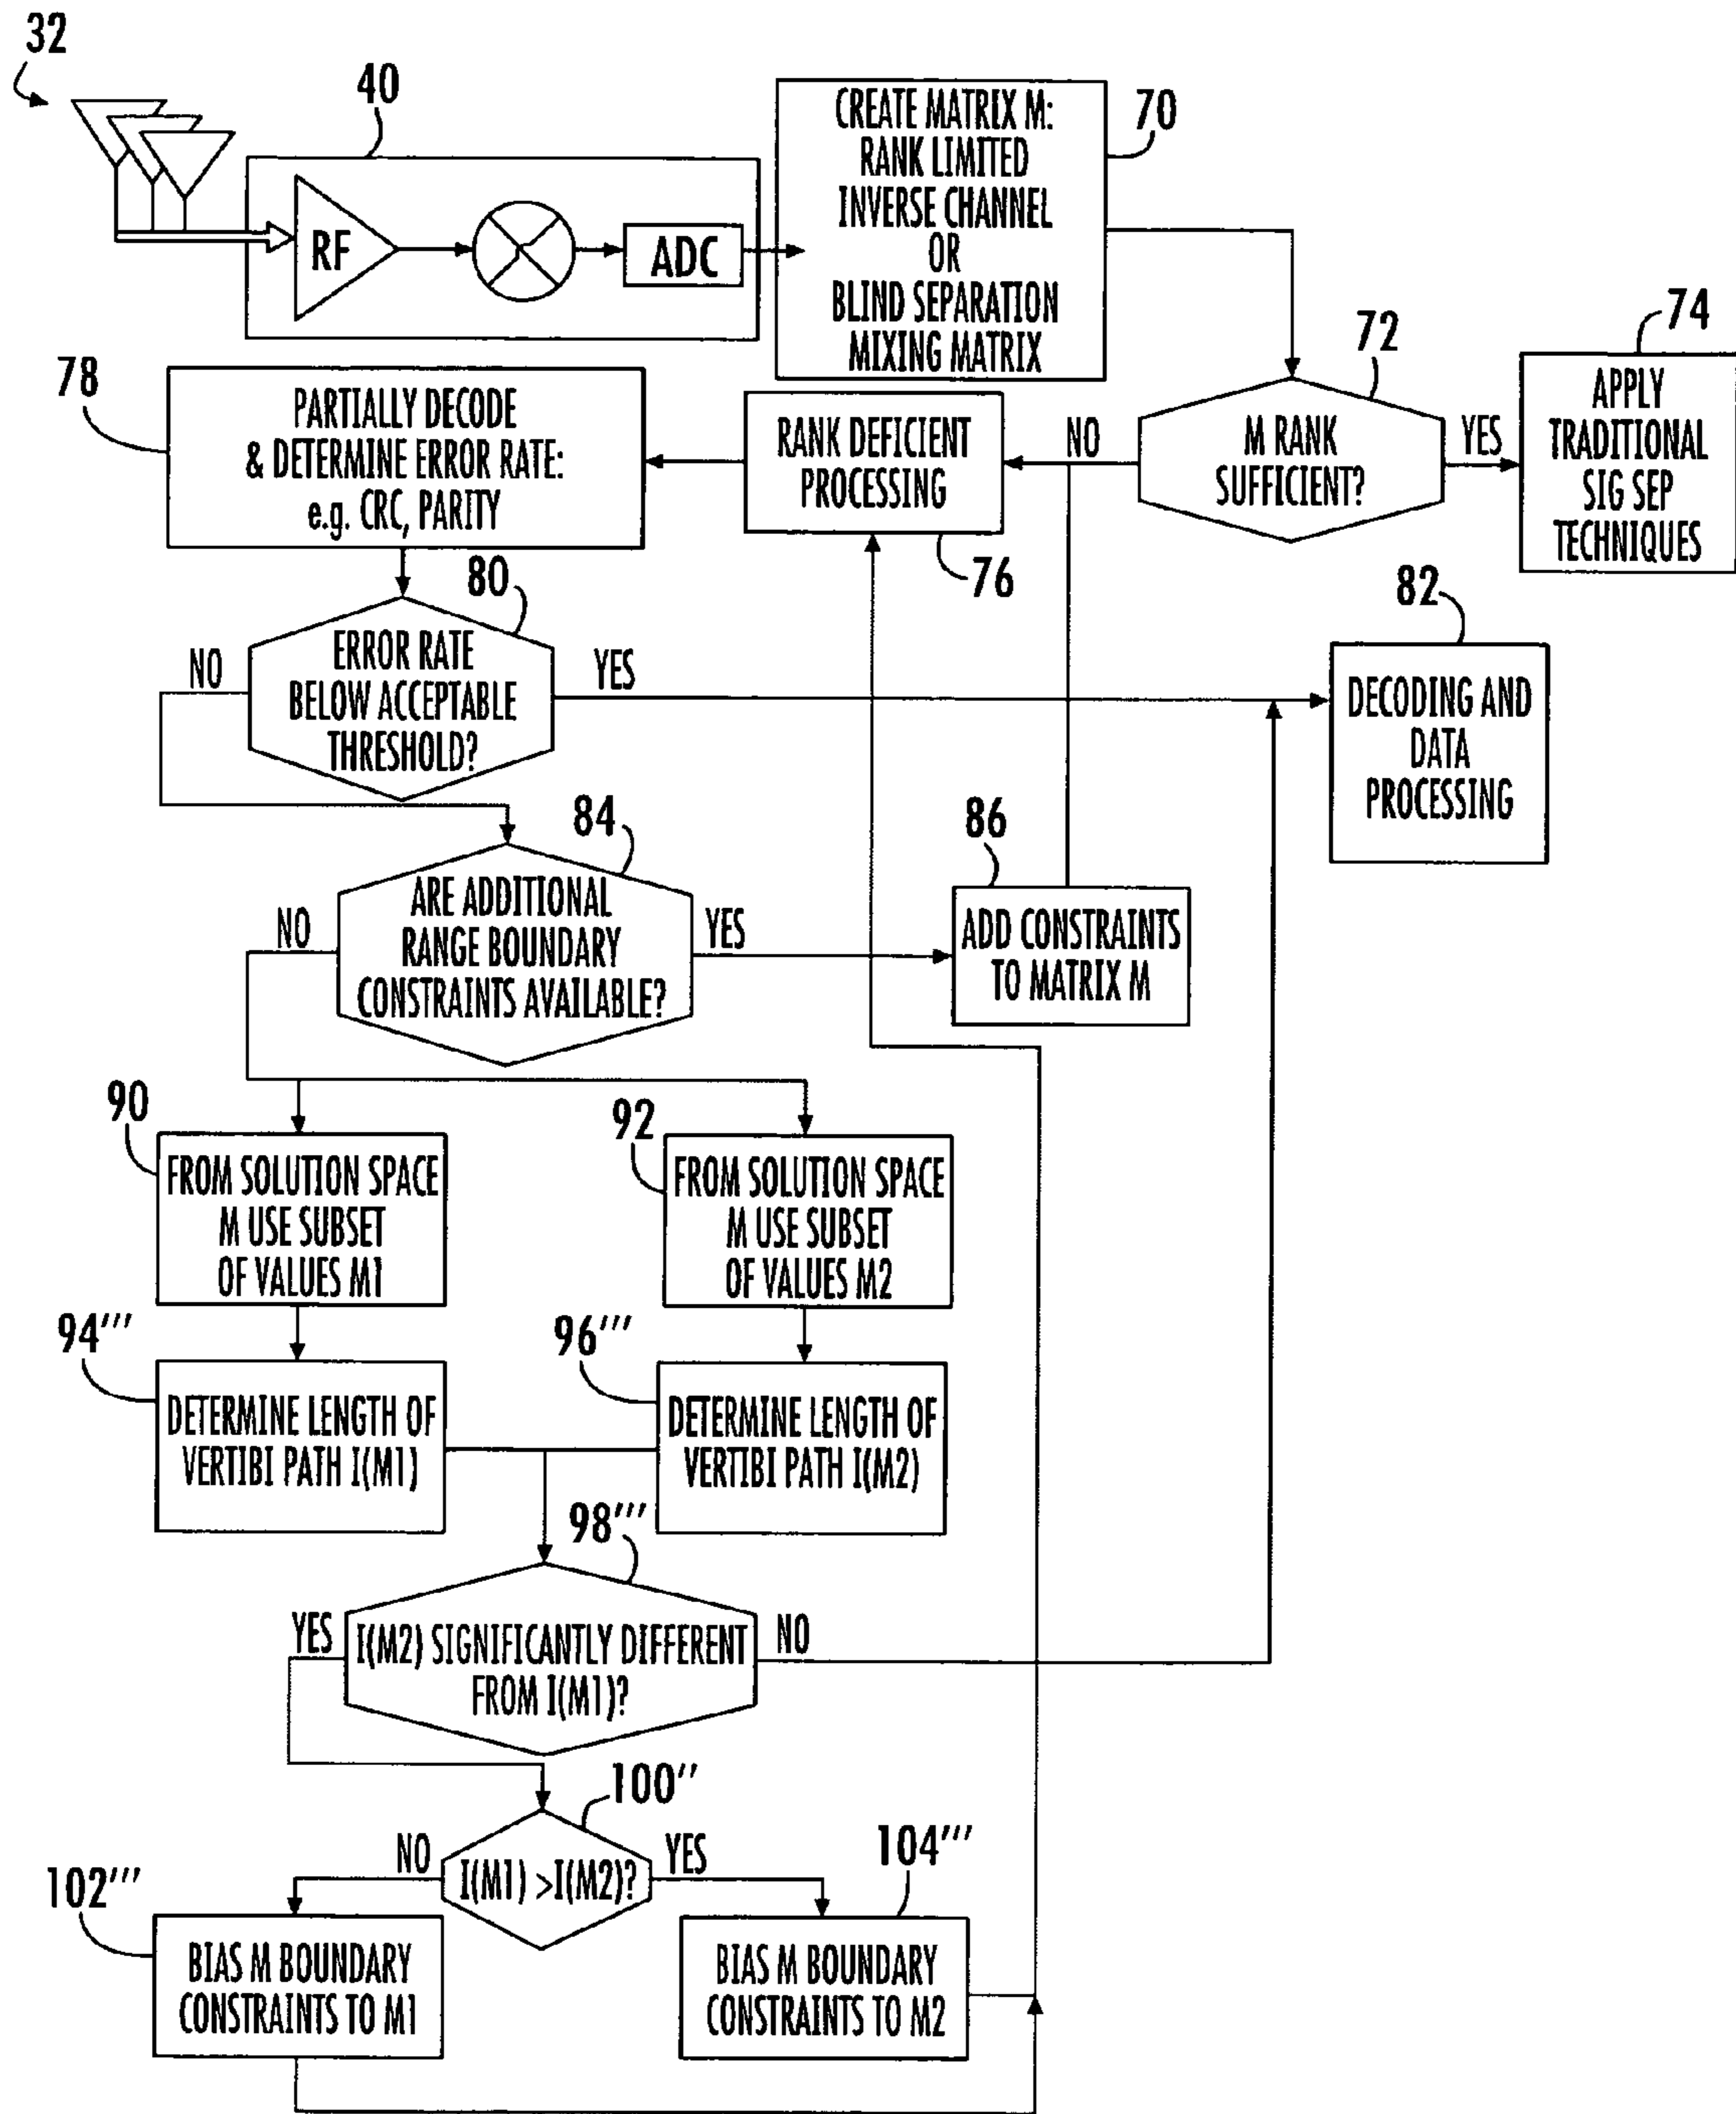 32
40
RF
ADC
CREATE MATRIX M:
RANK LIMITED
INVERSE CHANNEL
OR
BLIND SEPARATION
MIXING MATRIX
70
72
M RANK
SUFFICIENT?
NO
YES
74
APPLY
TRADITIONAL
SIG SEP
TECHNIQUES
RANK DEFICIENT
PROCESSING
76
78
PARTIALLY DECODE
& DETERMINE ERROR RATE:
e.g. CRC, PARITY
80
ERROR RATE
BELOW ACCEPTABLE
THRESHOLD?
NO
YES
82
DECODING AND
DATA
PROCESSING
84
ARE ADDITIONAL
RANGE BOUNDARY
CONSTRAINTS AVAILABLE?
NO
YES
86
ADD CONSTRAINTS
TO MATRIX M
90
FROM SOLUTION SPACE
M USE SUBSET
OF VALUES M1
92
FROM SOLUTION SPACE
M USE SUBSET
OF VALUES M2
94'''
DETERMINE LENGTH OF
VERTIBI PATH I(M1)
96'''
DETERMINE LENGTH OF
VERTIBI PATH I(M2)
98'''
YES
I(M2) SIGNIFICANTLY DIFFERENT
FROM I(M1)?
NO
100''
NO
I(M1) >I(M2)?
YES
102'''
BIAS M BOUNDARY
CONSTRAINTS TO M1
104'''
BIAS M BOUNDARY
CONSTRAINTS TO M2